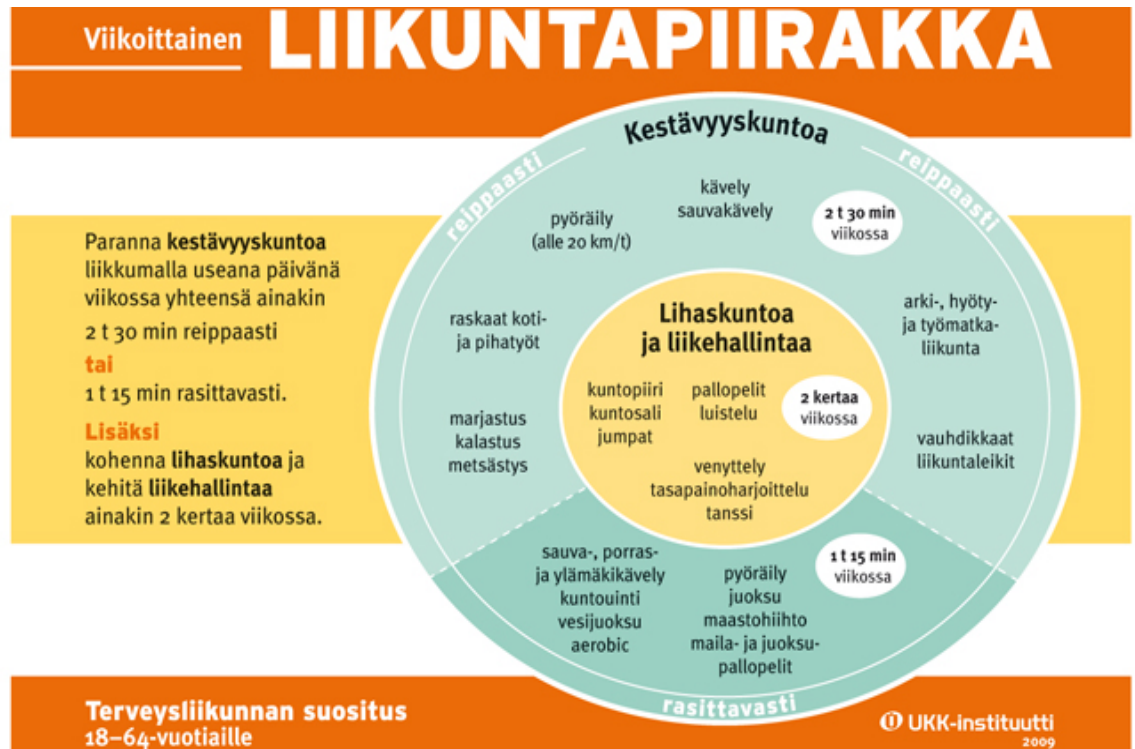 Viikoittainen LIIKUNTAPIIRAKKA
Paranna kestävyyskuntoa
liikkumalla useana päivänä
viikossa yhteensä ainakin
2 t 30 min reippaasti
tai
1 t 15 min rasittavasti.
Lisäksi
kohenna lihaskuntoa ja
kehitä liikehallintaa
ainakin 2 kertaa viikossa.
Kestävyyskuntoa
reippaasti
reippaasti
kävely
sauvakävely
2 t 30 min
viikossa
pyöräily
(alle 20 km/t)
raskaat koti-
ja pihatyöt
arki-, hyöty-
ja työmatka-
liikunta
marjastus
kalastus
metsästys
vauhdikkaat
liikuntaleikit
Lihaskuntoa
ja liikehallintaa
kuntopiiri
kuntosali
jumpat
pallopelit
luistelu
2 kertaa
viikossa
venyttely
tasapainoharjoittelu
tanssi
sauva-, porras-
ja ylämäkikävely
kuntouinti
vesijuoksu
aerobic
pyöräily
juoksu
maastohiihto
maila- ja juoksu-
pallopelit
1 t 15 min
viikossa
rasittavasti
Terveysliikunnan suositus
18–64-vuotiaille
UKK-instituutti
2009